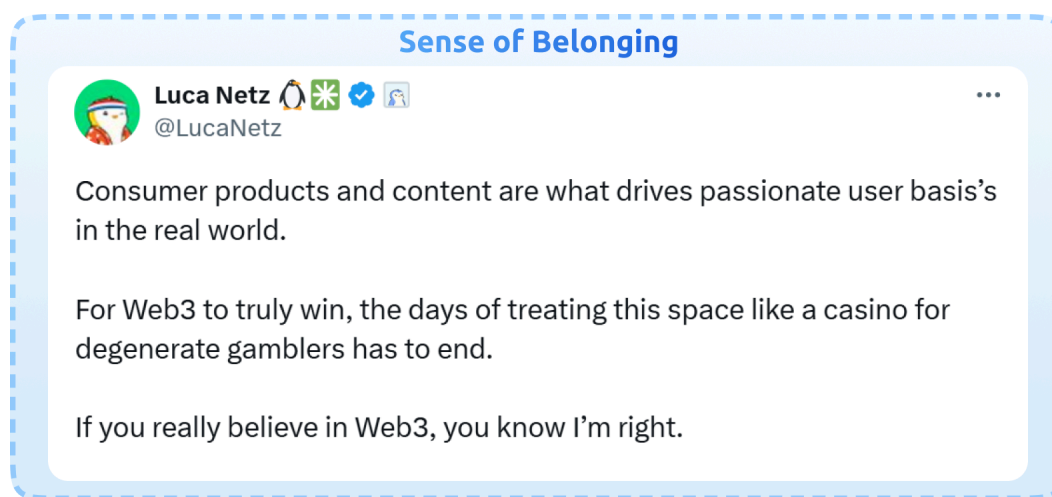 Sense of Belonging
Luca Netz
@LucaNetz
Consumer products and content are what drives passionate user basis’s
in the real world.
For Web3 to truly win, the days of treating this space like a casino for
degenerate gamblers has to end.
If you really believe in Web3, you know I’m right.